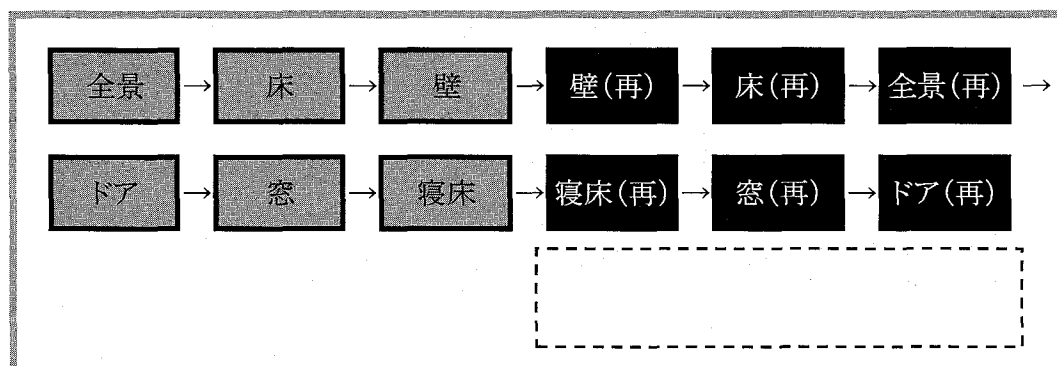 全景 → 床 → 壁 → 壁(再) → 床(再) → 全景(再) →
ドア → 窓 → 寝床 → 寝床(再) → 窓(再) → ドア(再)